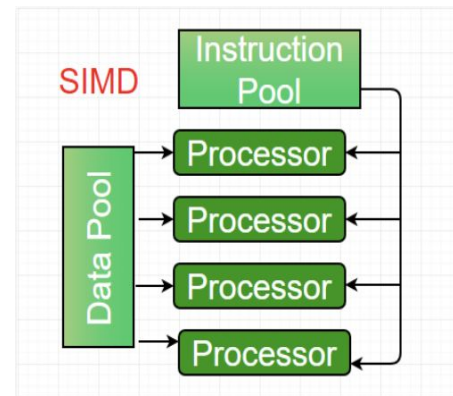 Instruction
Pool
SIMD
Data Pool
Processor
Processor
Processor
Processor